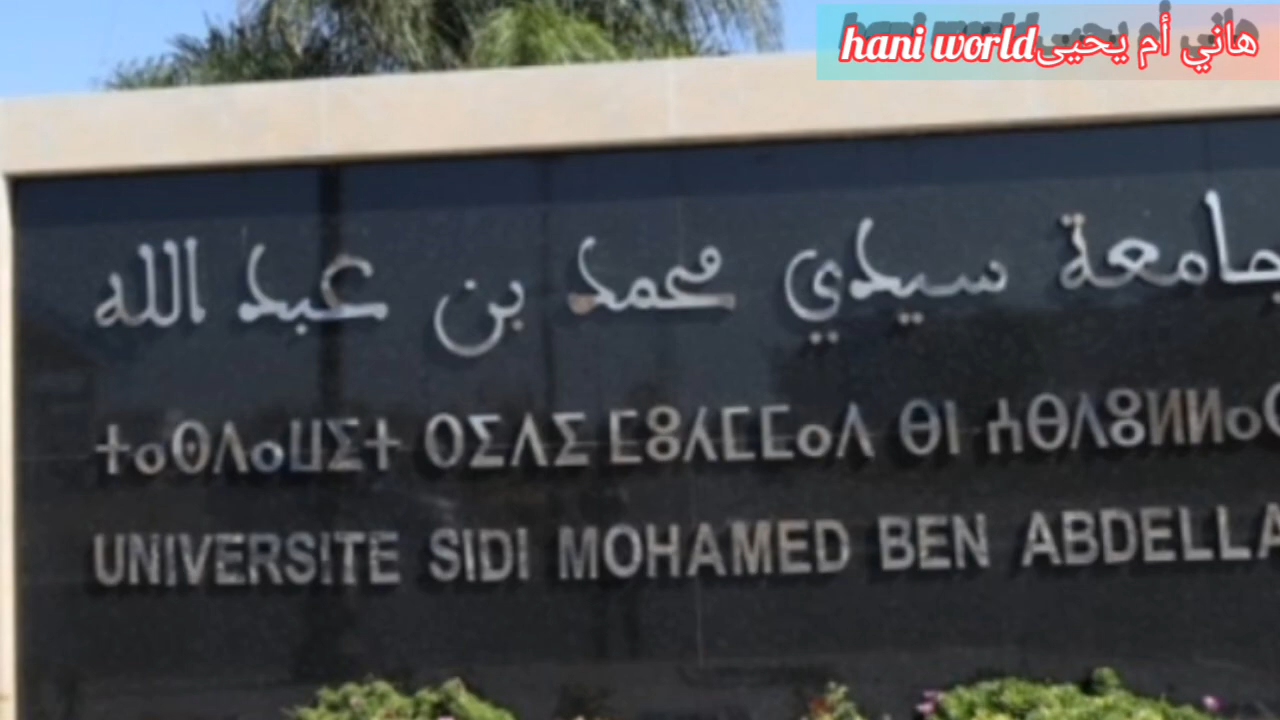 hani world هاني أم يحيى
جامعة سيدي محمد بن عبد الله
ⵜⴰⵙⴷⴰⵡⵉⵜ ⵙⵉⴷⵉ ⵎⵓⵃⵎⵎⴰⴷ ⴱⵏ ⵄⴱⴷⵓⵍⵍⴰ
UNIVERSITE SIDI MOHAMED BEN ABDELLA